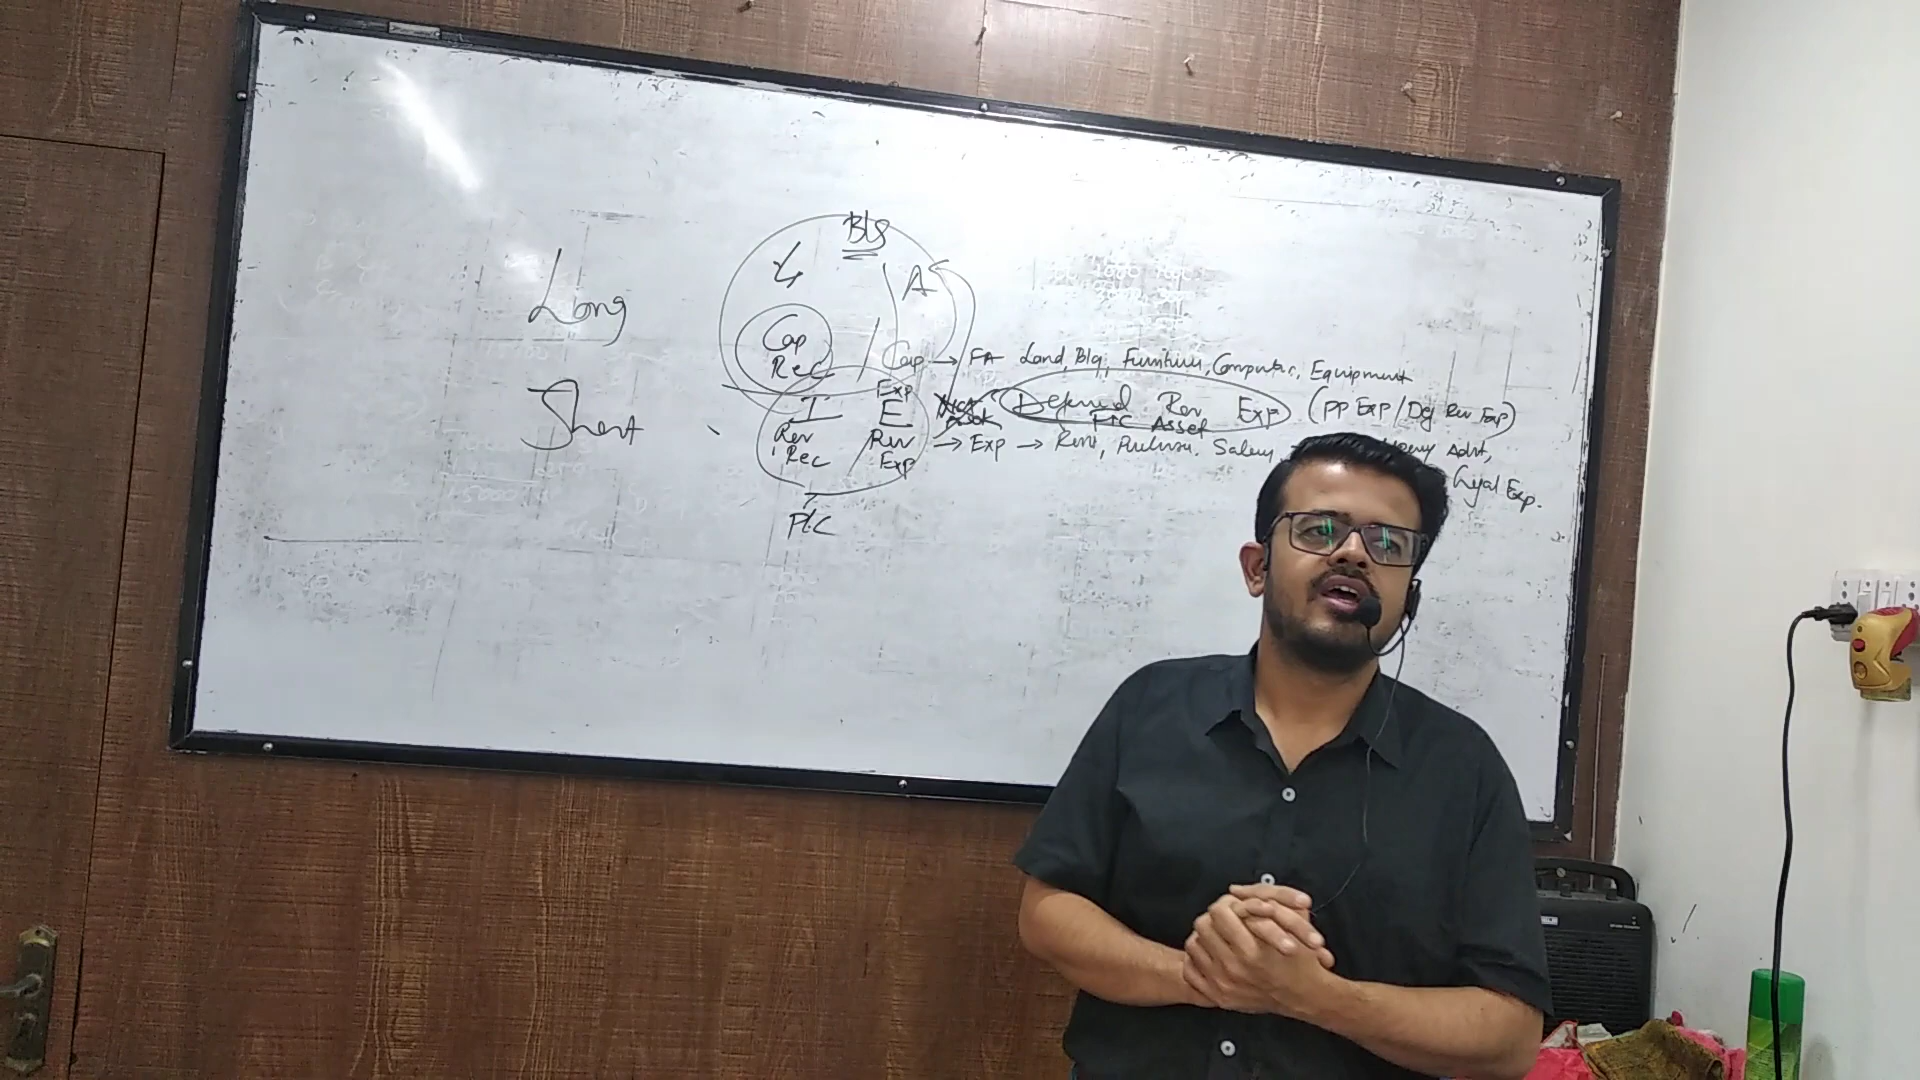 B/S
L A
Long
Cap Rec
Cap Exp → FA Land, Blg, Furniture, Computer, Equipment
Short
I E
Deferred Rev Exp (PP Exp / Def Rev Exp)
FIC Asset
Rev Rec
Rev Exp → Exp → Rent, Purchase, Salary Advt,
Legal Exp.
P/L